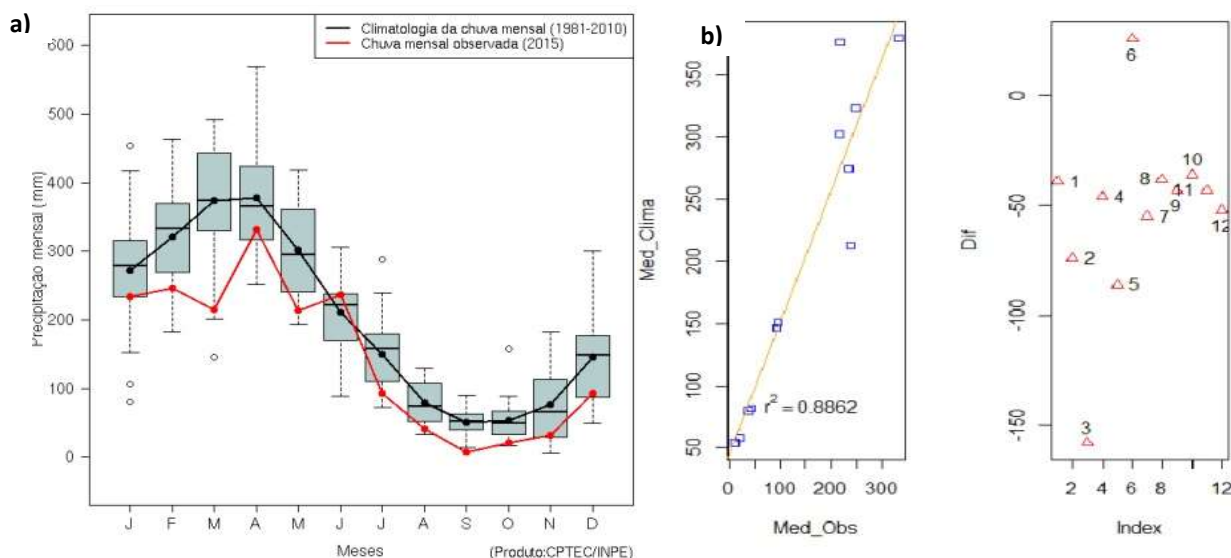 a)
Climatologia da chuva mensal (1981-2010)
Chuva mensal observada (2015)
Precipitação mensal (mm)
600
500
400
300
200
100
0
J F M A M J J A S O N D
Meses
(Produto:CPTEC/INPE)
b)
Med_Clima
350
300
250
200
150
100
50
r² = 0.8862
0 100 200 300
Med_Obs
Dif
0
-50
-100
-150
6
1
4
8
10
11
2
7
9
12
5
3
2 4 6 8 12
Index